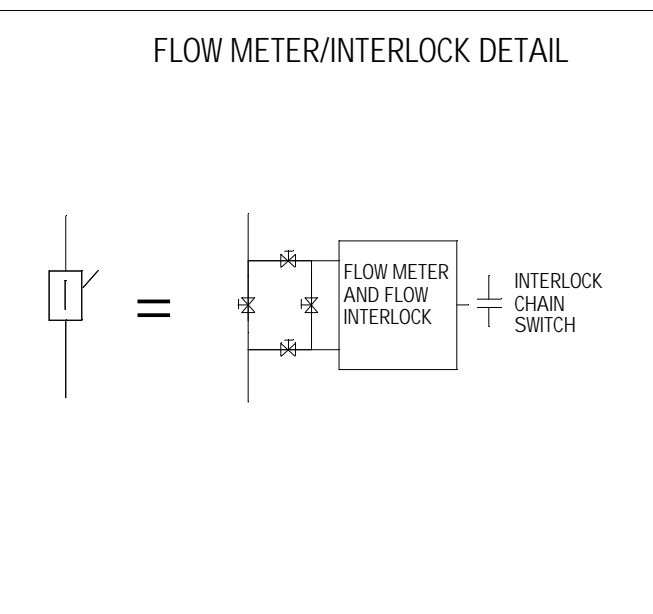 FLOW METER/INTERLOCK DETAIL
=
FLOW METER
AND FLOW
INTERLOCK
INTERLOCK
CHAIN
SWITCH